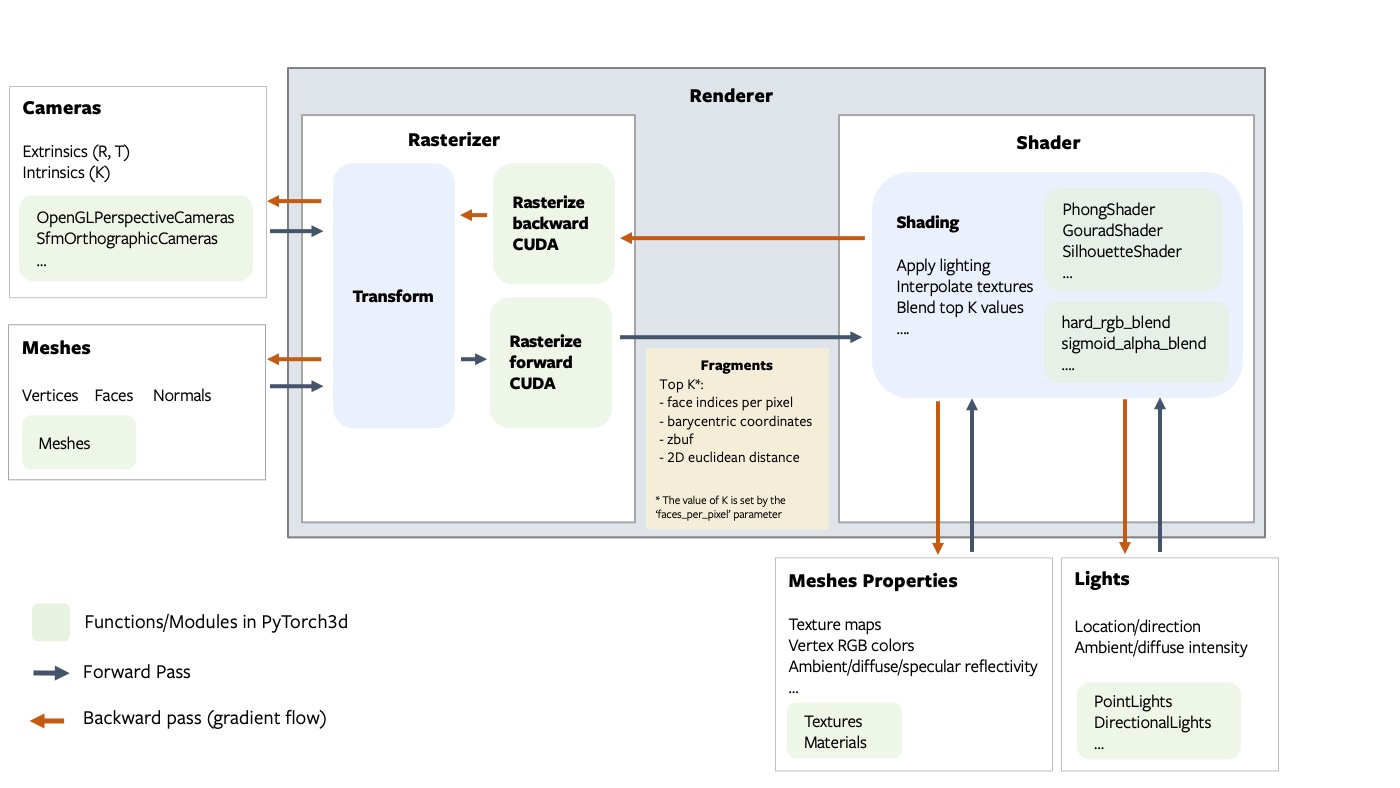 Renderer
Cameras
Extrinsics (R, T)
Intrinsics (K)
OpenGLPerspectiveCameras
SfmOrthographicCameras
...
Meshes
Vertices Faces Normals
Meshes
Rasterizer
Transform
Rasterize
backward
CUDA
Rasterize
forward
CUDA
Fragments
Top K*:
- face indices per pixel
- barycentric coordinates
- zbuf
- 2D euclidean distance
* The value of K is set by the
‘faces_per_pixel’ parameter
Shader
Shading
Apply lighting
Interpolate textures
Blend top K values
....
PhongShader
GouradShader
SilhouetteShader
...
hard_rgb_blend
sigmoid_alpha_blend
....
Meshes Properties
Texture maps
Vertex RGB colors
Ambient/diffuse/specular reflectivity
...
Textures
Materials
Lights
Location/direction
Ambient/diffuse intensity
PointLights
DirectionalLights
...
Functions/Modules in PyTorch3d
Forward Pass
Backward pass (gradient flow)